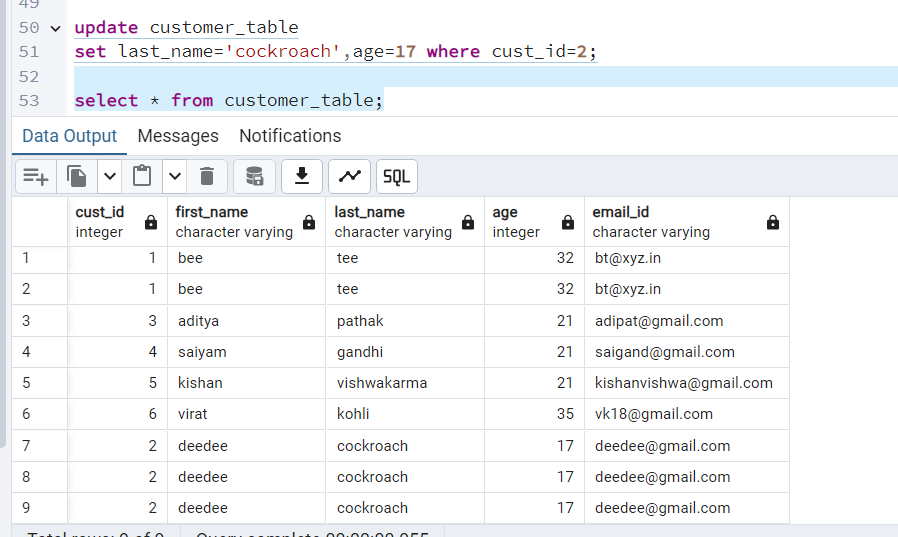 49
50 update customer_table
51 set last_name='cockroach',age=17 where cust_id=2;
52
53 select * from customer_table;
Data Output Messages Notifications
SQL
cust_id first_name last_name age email_id
integer character varying character varying integer character varying
1 1 bee tee 32 bt@xyz.in
2 1 bee tee 32 bt@xyz.in
3 3 aditya pathak 21 adipat@gmail.com
4 4 saiyam gandhi 21 saigand@gmail.com
5 5 kishan vishwakarma 21 kishanvishwa@gmail.com
6 6 virat kohli 35 vk18@gmail.com
7 2 deedee cockroach 17 deedee@gmail.com
8 2 deedee cockroach 17 deedee@gmail.com
9 2 deedee cockroach 17 deedee@gmail.com
Total rows: of Query complete